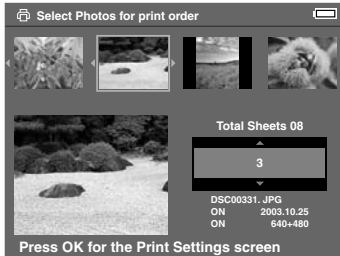 Select Photos for print order
Total Sheets 08
3
DSC00331. JPG
ON 2003.10.25
ON 640+480
Press OK for the Print Settings screen